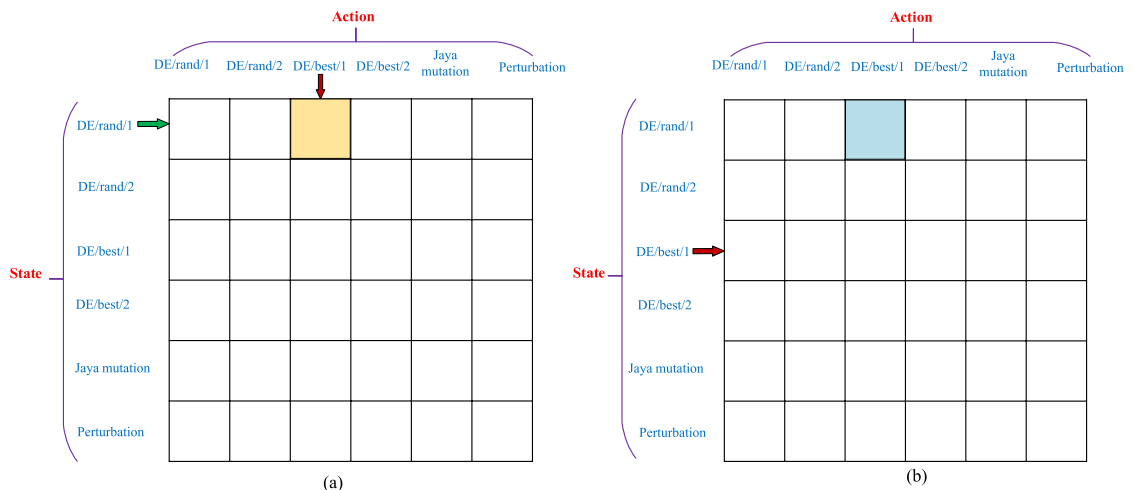 Action
DE/rand/1 DE/rand/2 DE/best/1 DE/best/2 Jaya mutation Perturbation
State
DE/rand/1
DE/rand/2
DE/best/1
DE/best/2
Jaya mutation
Perturbation
(a)
Action
DE/rand/1 DE/rand/2 DE/best/1 DE/best/2 Jaya mutation Perturbation
State
DE/rand/1
DE/rand/2
DE/best/1
DE/best/2
Jaya mutation
Perturbation
(b)